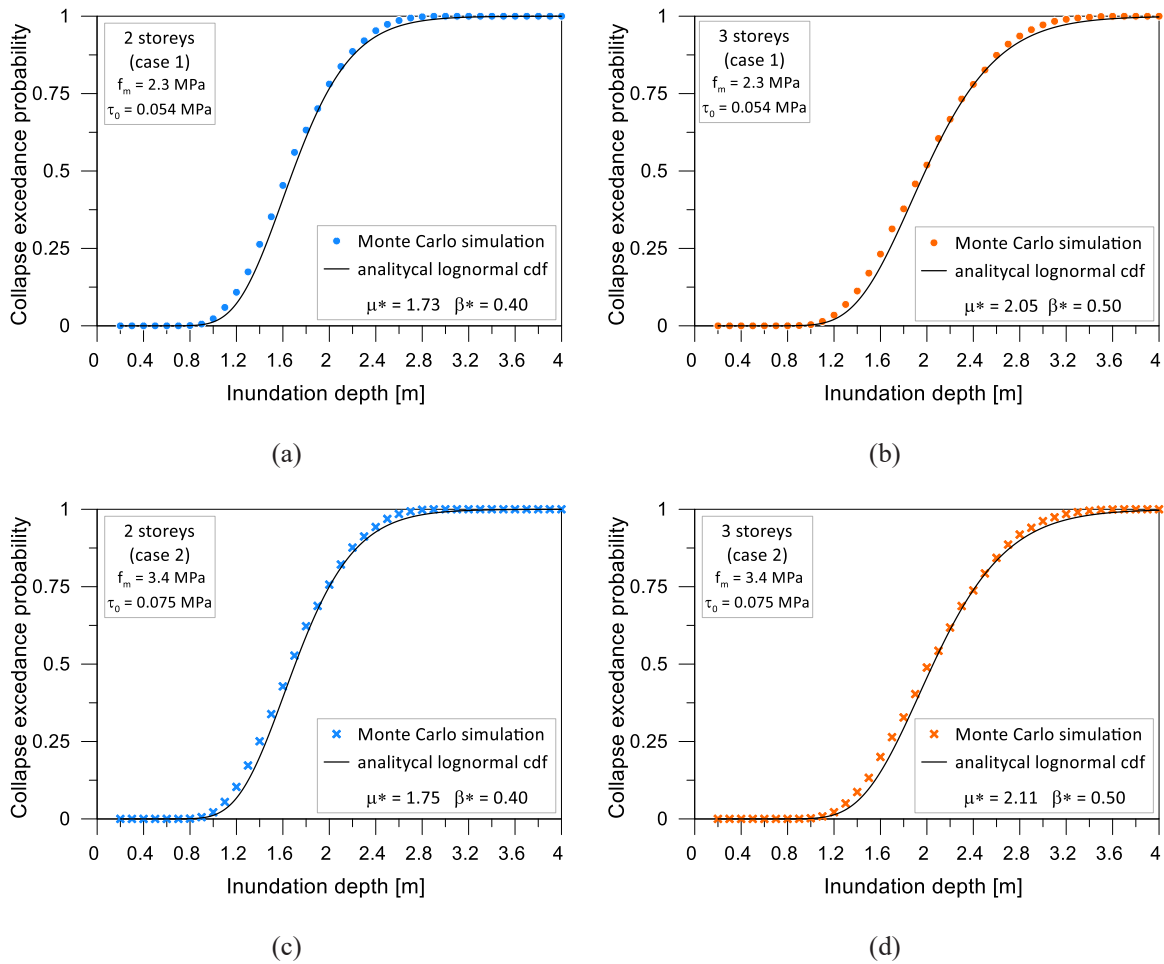 Collapse excedance probability
1
0.75
0.5
0.25
0
2 storeys
(case 1)
fm = 2.3 MPa
τ0 = 0.054 MPa
Monte Carlo simulation
analitycal lognormal cdf
μ* = 1.73 β* = 0.40
0 0.4 0.8 1.2 1.6 2 2.4 2.8 3.2 3.6 4
Inundation depth [m]
(a)
Collapse excedance probability
1
0.75
0.5
0.25
0
3 storeys
(case 1)
fm = 2.3 MPa
τ0 = 0.054 MPa
Monte Carlo simulation
analitycal lognormal cdf
μ* = 2.05 β* = 0.50
0 0.4 0.8 1.2 1.6 2 2.4 2.8 3.2 3.6 4
Inundation depth [m]
(b)
Collapse excedance probability
1
0.75
0.5
0.25
0
2 storeys
(case 2)
fm = 3.4 MPa
τ0 = 0.075 MPa
Monte Carlo simulation
analitycal lognormal cdf
μ* = 1.75 β* = 0.40
0 0.4 0.8 1.2 1.6 2 2.4 2.8 3.2 3.6 4
Inundation depth [m]
(c)
Collapse excedance probability
1
0.75
0.5
0.25
0
3 storeys
(case 2)
fm = 3.4 MPa
τ0 = 0.075 MPa
Monte Carlo simulation
analitycal lognormal cdf
μ* = 2.11 β* = 0.50
0 0.4 0.8 1.2 1.6 2 2.4 2.8 3.2 3.6 4
Inundation depth [m]
(d)